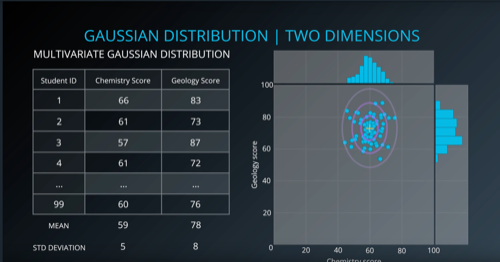 GAUSSIAN DISTRIBUTION | TWO DIMENSIONS
MULTIVARIATE GAUSSIAN DISTRIBUTION
Student ID Chemistry Score Geology Score
1 66 83
2 61 73
3 57 87
4 61 72
... ... ...
99 60 76
MEAN 59 78
STD DEVIATION 5 8
100
80
60
40
20
0 20 40 60 80 100
Geology score
Chemistry score